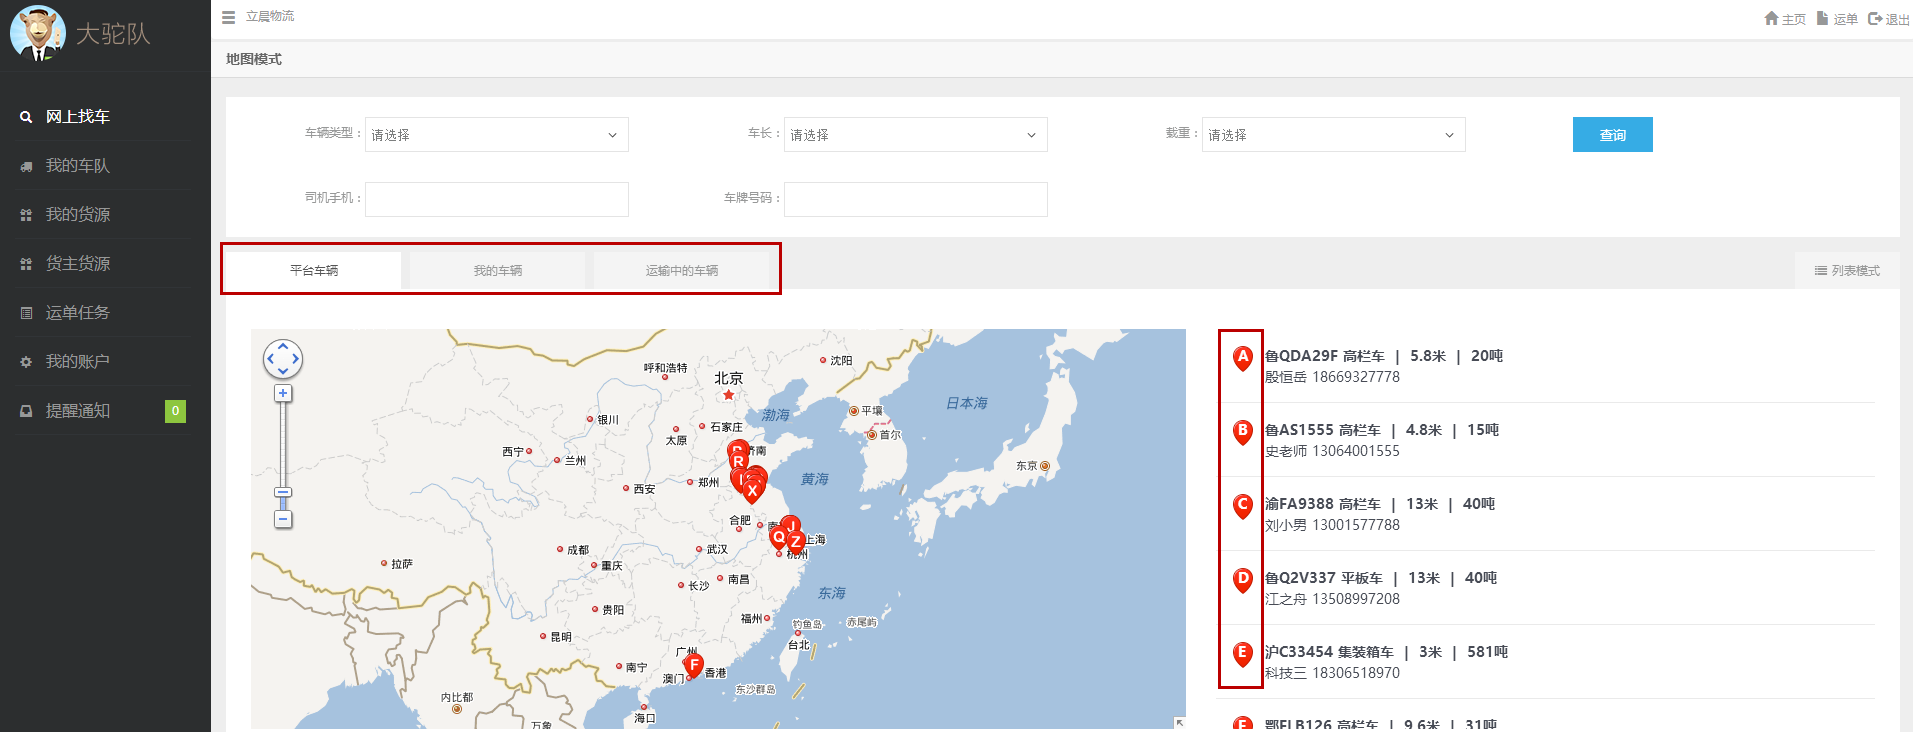 大驼队
立晨物流
主页
运单
退出
地图模式
网上找车
我的车队
我的货源
货主货源
运单任务
我的账户
提醒通知
0
车辆类型：
请选择
车长：
请选择
载重：
请选择
查询
司机手机：
车牌号码：
平台车辆
我的车辆
运输中的车辆
列表模式
沈阳
呼和浩特
北京
日本海
渤海
平壤
银川
石家庄
首尔
太原
西宁
兰州
济南
R
东京
黄海
郑州
西安
X
合肥
J
Q
Z
上海
杭州
武汉
成都
重庆
拉萨
南昌
长沙
东海
贵阳
福州
钓鱼岛
赤尾屿
昆明
台北
广州
F
香港
南宁
澳门
东沙群岛
内比都
海口
万象
A
鲁QDA29F 高栏车 | 5.8米 | 20吨
殷恒岳 18669327778
B
鲁AS1555 高栏车 | 4.8米 | 15吨
史老师 13064001555
C
渝FA9388 高栏车 | 13米 | 40吨
刘小男 13001577788
D
鲁Q2V337 平板车 | 13米 | 40吨
江之舟 13508997208
E
沪C33454 集装箱车 | 3米 | 581吨
科技三 18306518970
F
鄂FLB126 高栏车 | 9.6米 | 31吨